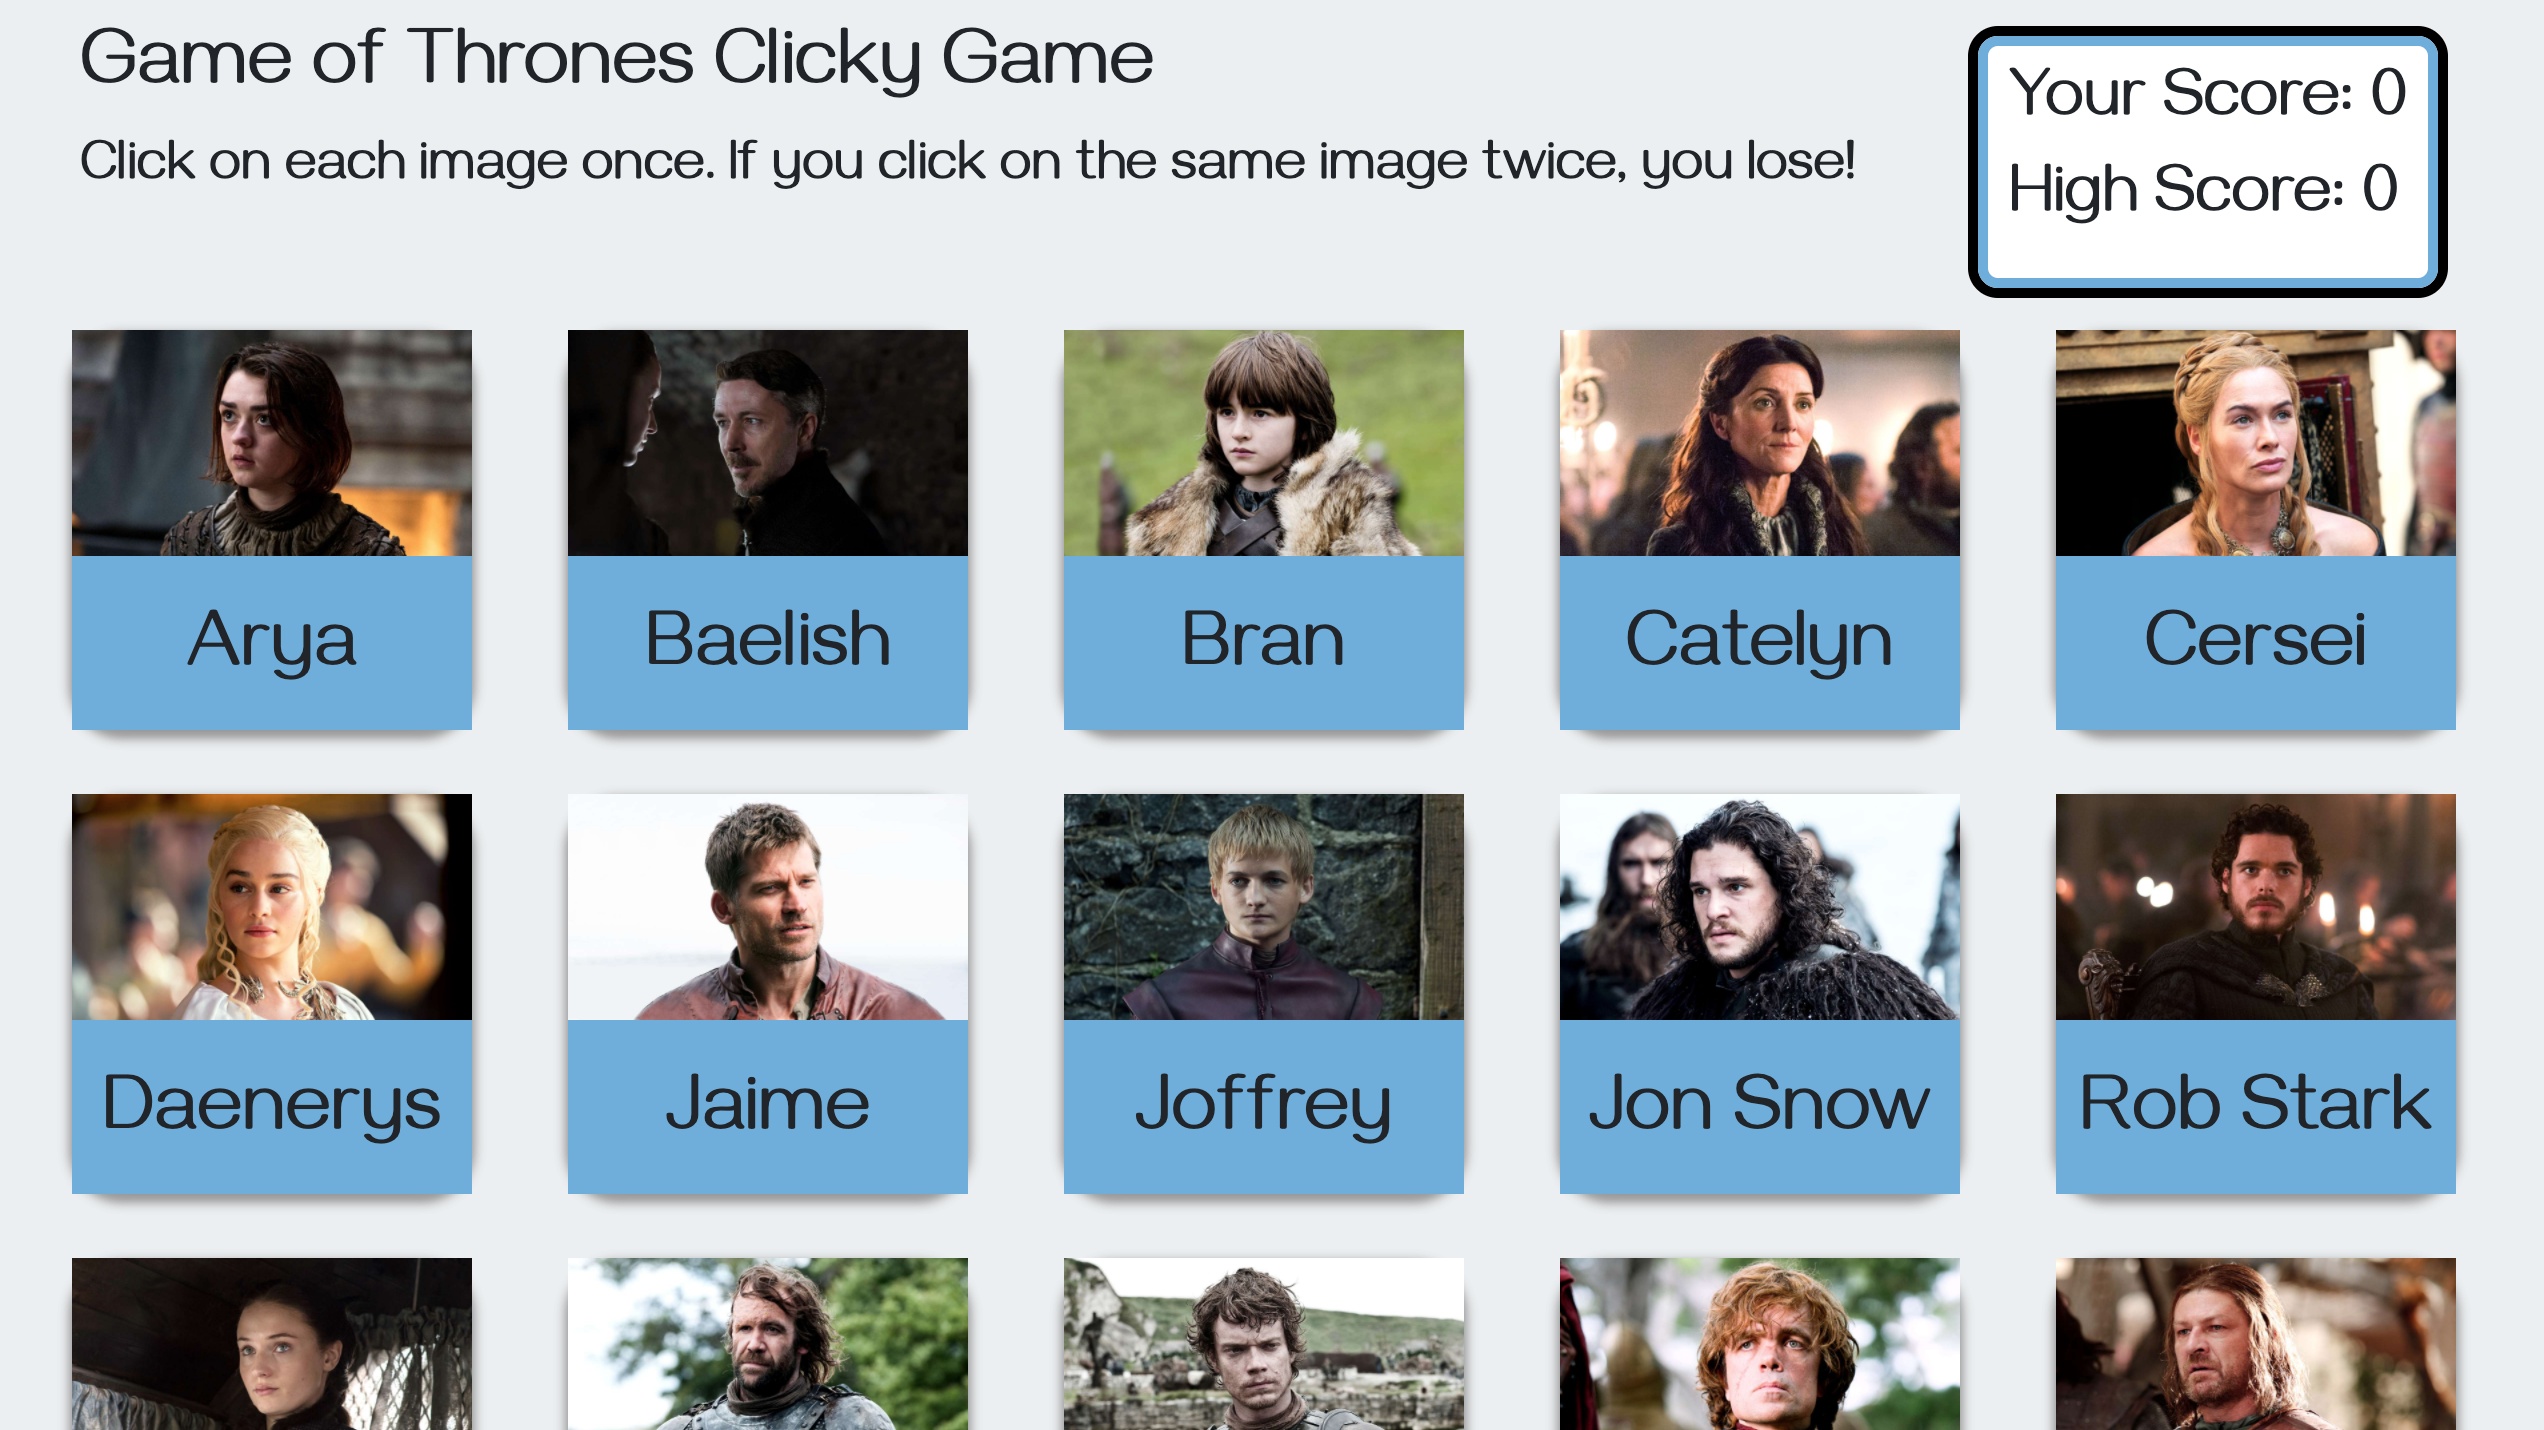 Game of Thrones Clicky Game
Click on each image once. If you click on the same image twice, you lose!
Your Score: 0
High Score: 0
Arya
Baelish
Bran
Catelyn
Cersei
Daenerys
Jaime
Joffrey
Jon Snow
Rob Stark